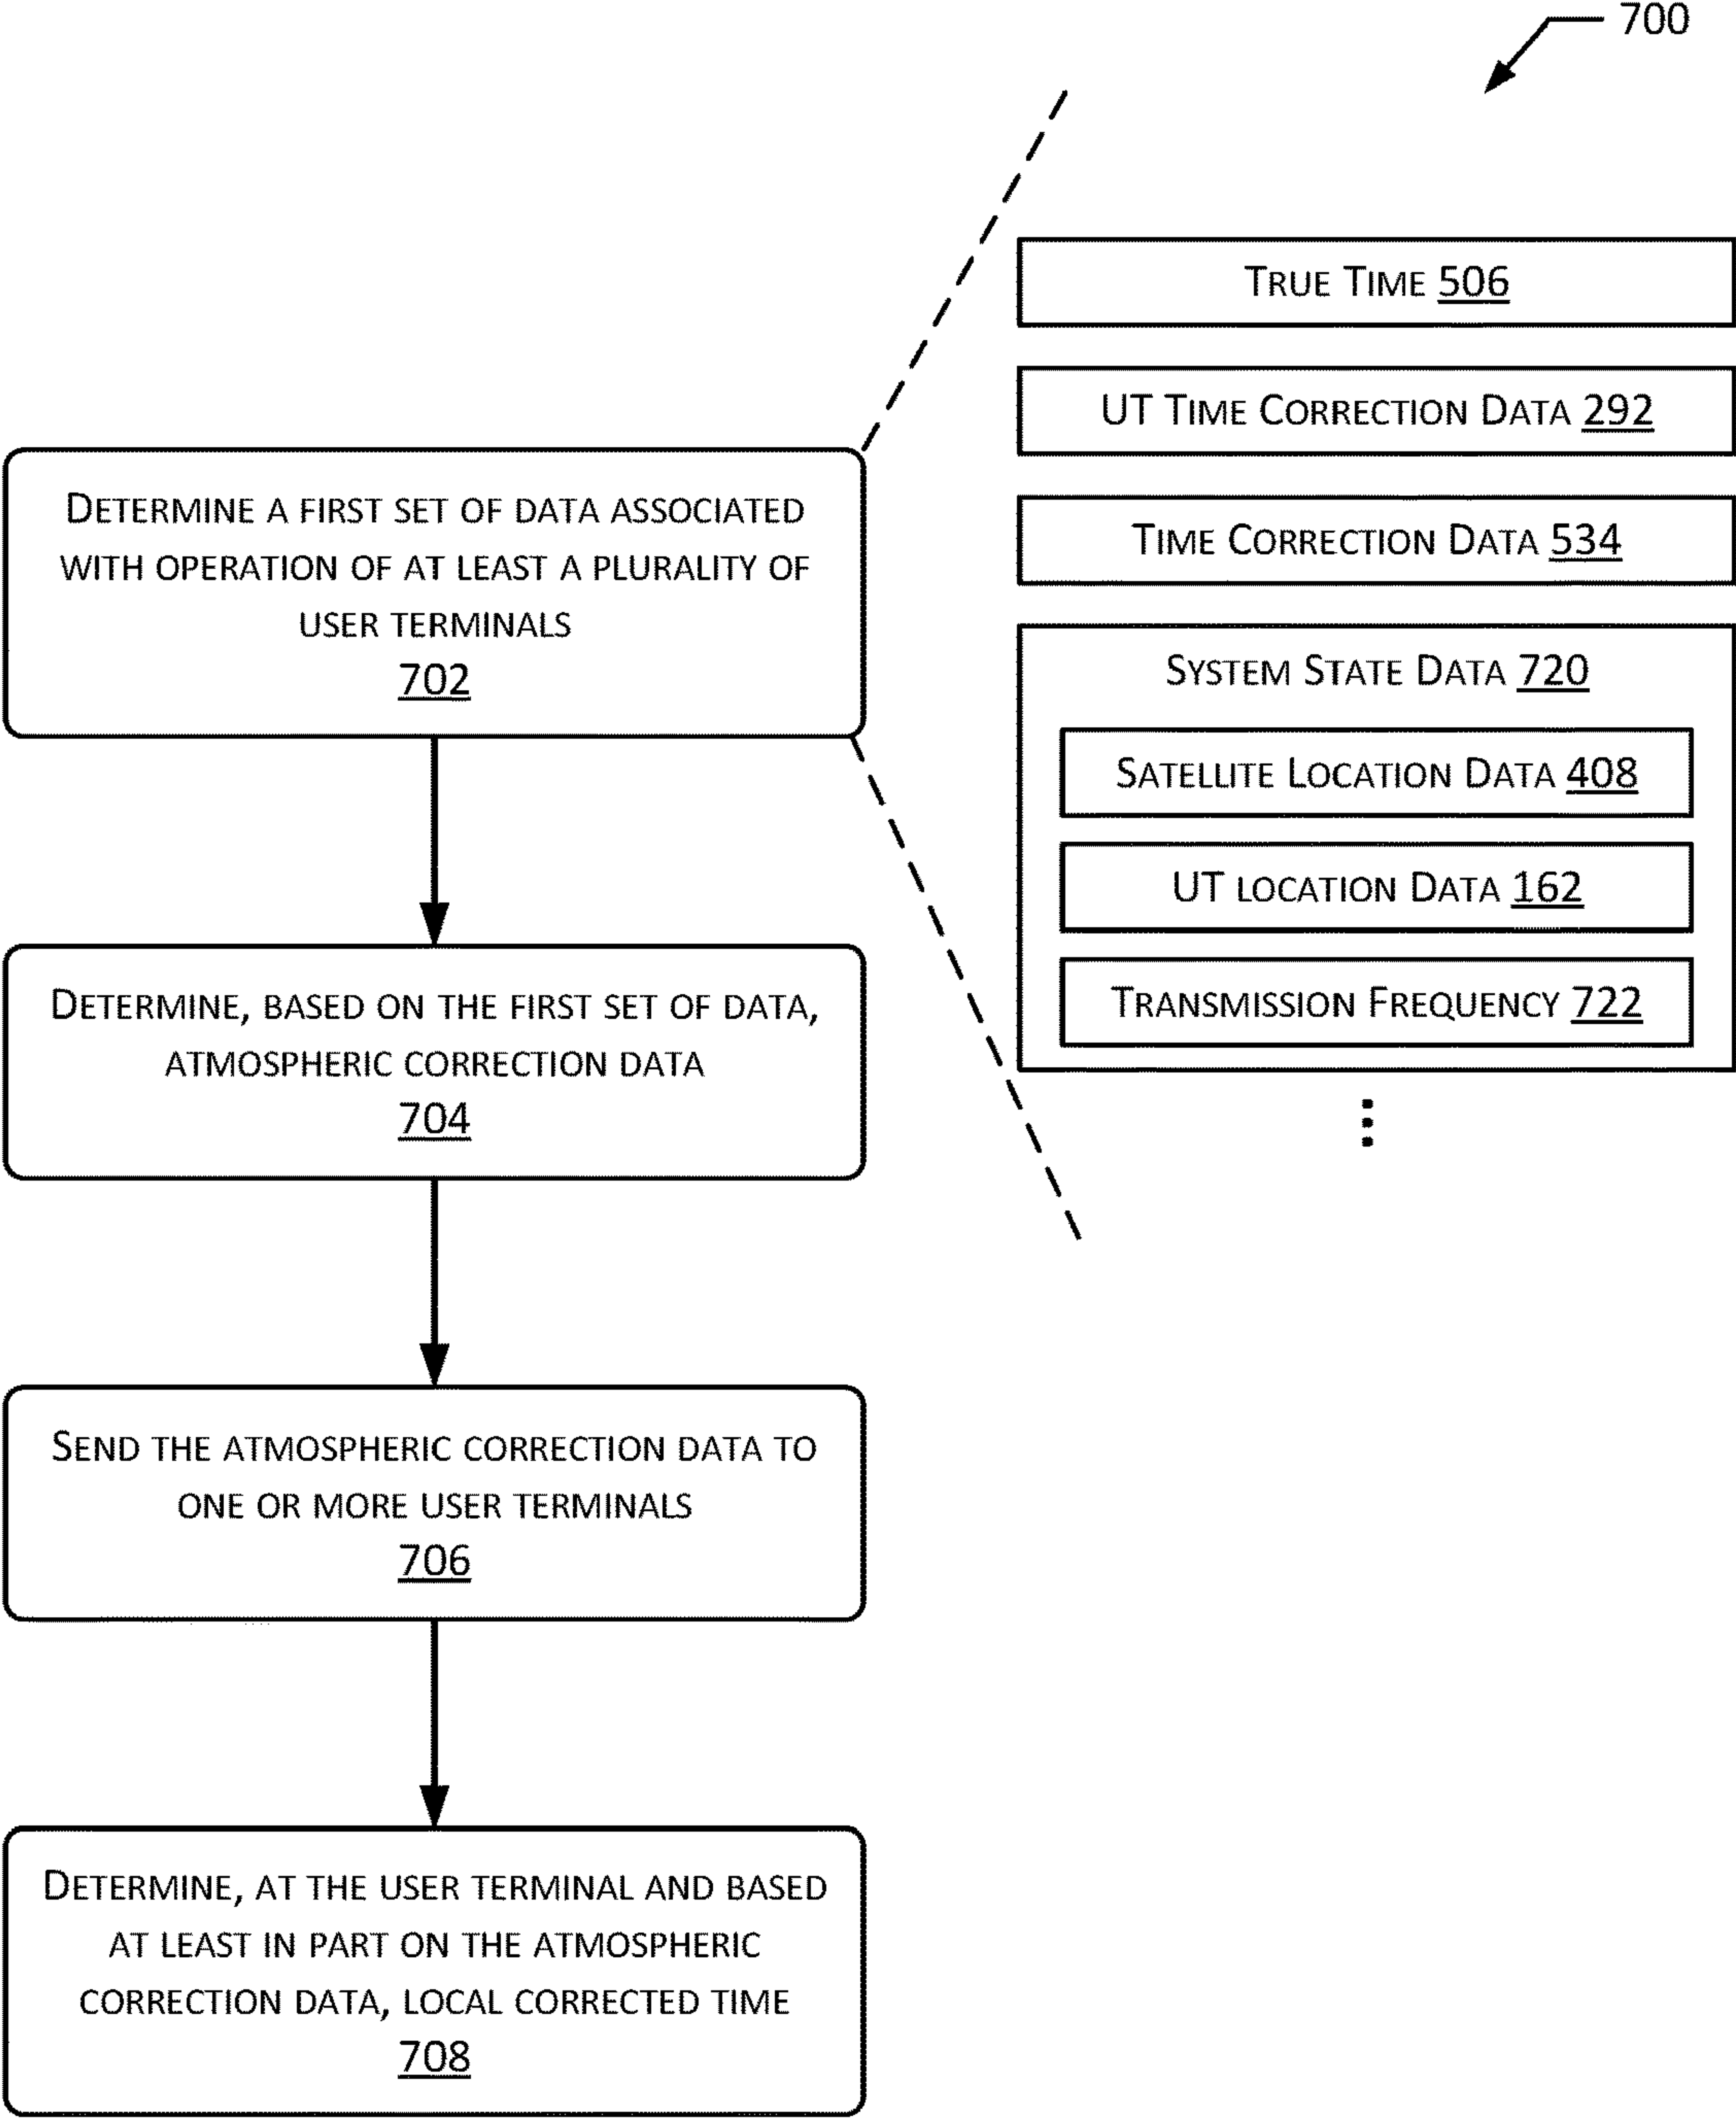 700
TRUE TIME 506
UT TIME CORRECTION DATA 292
TIME CORRECTION DATA 534
SYSTEM STATE DATA 720
SATELLITE LOCATION DATA 408
UT LOCATION DATA 162
TRANSMISSION FREQUENCY 722
DETERMINE A FIRST SET OF DATA ASSOCIATED
WITH OPERATION OF AT LEAST A PLURALITY OF
USER TERMINALS
702
DETERMINE, BASED ON THE FIRST SET OF DATA,
ATMOSPHERIC CORRECTION DATA
704
SEND THE ATMOSPHERIC CORRECTION DATA TO
ONE OR MORE USER TERMINALS
706
DETERMINE, AT THE USER TERMINAL AND BASED
AT LEAST IN PART ON THE ATMOSPHERIC
CORRECTION DATA, LOCAL CORRECTED TIME
708